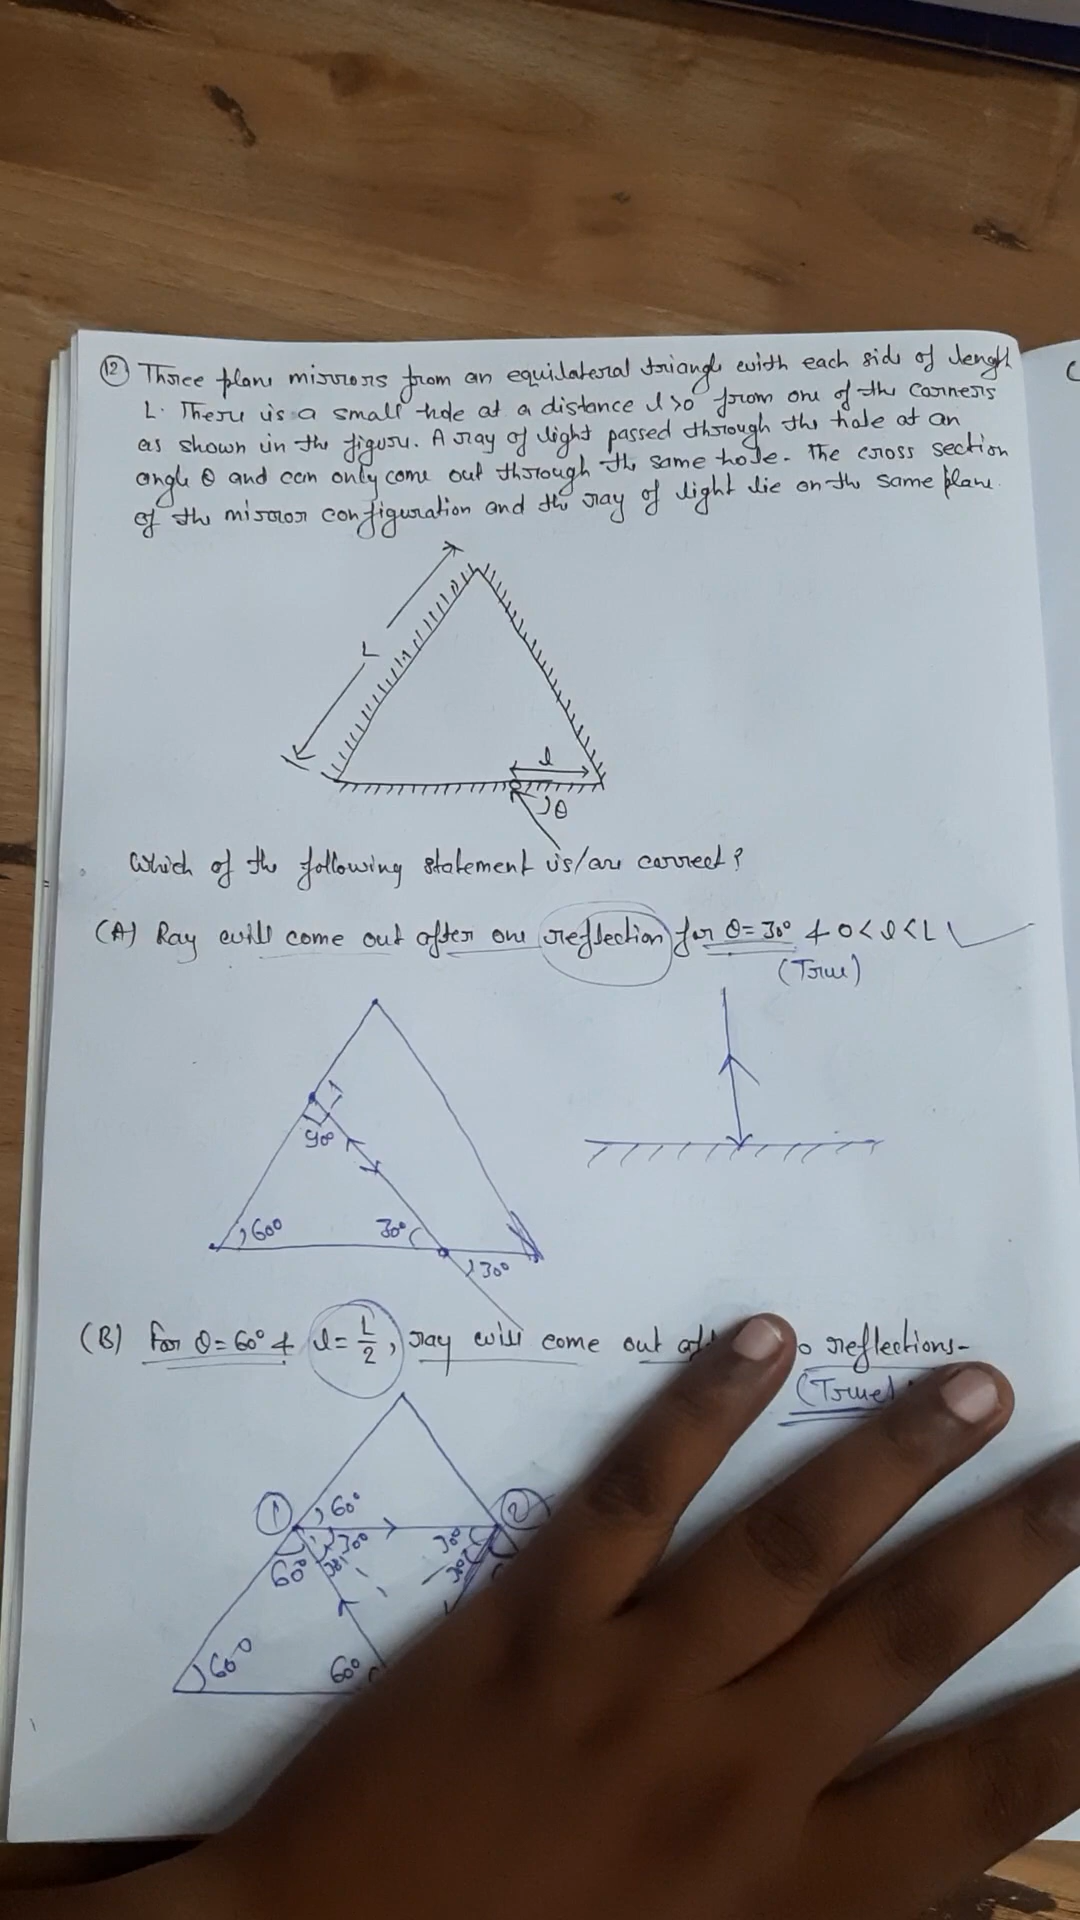 (12) Three plane mirrors from an equilateral triangle with each side of length
L. There is a small hole at a distance l>0 from one of the corners
as shown in the figure. A ray of light passed through the hole at an
angle θ and can only come out through the same hole. The cross section
of the mirror configuration and the ray of light lie on the same plane.
L
l
θ
Which of the following statement is/are correct?
(A) Ray will come out after one reflection for θ=30° & 0<l<L
(True)
90°
60°
30°
30°
(B) For θ=60° & l=L/2, ray will come out reflections-
(True)
1
60°
2
30°
30°
60°
30°
30°
60°
60°